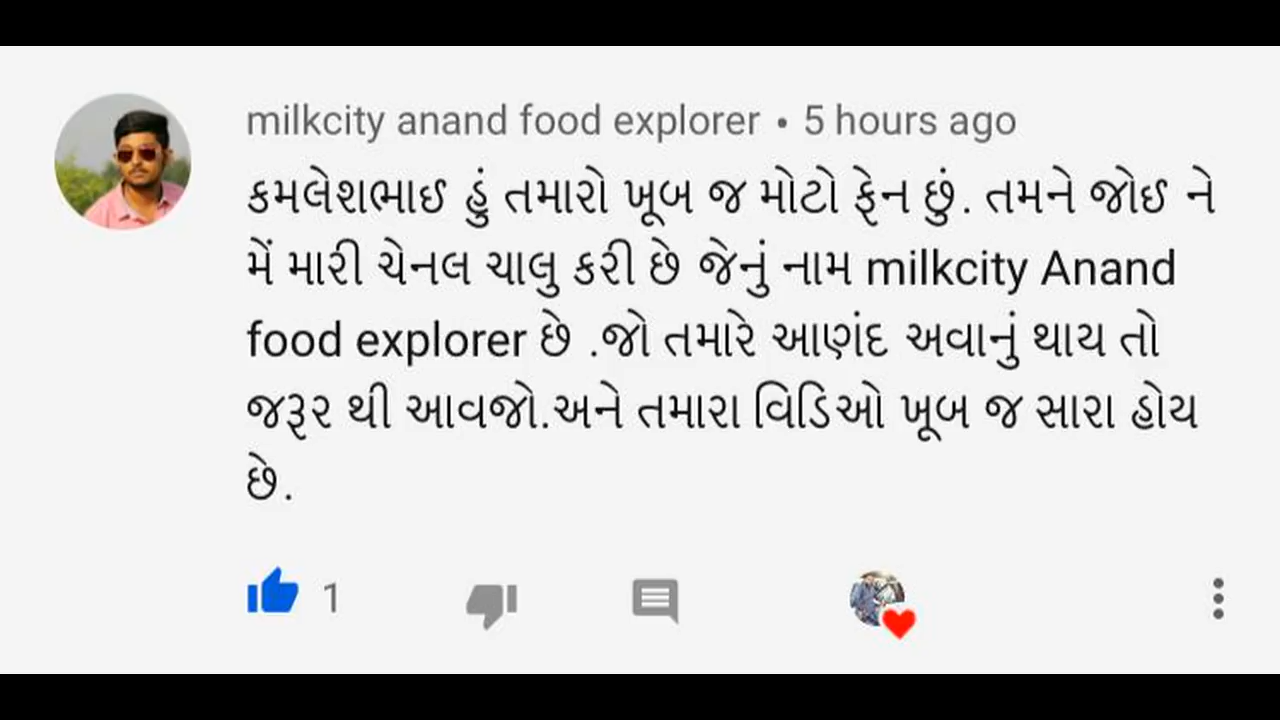 milkcity anand food explorer • 5 hours ago
કમલેશભાઈ હું તમારો ખૂબ જ મોટો ફેન છું. તમને જોઈ ને
મેં મારી ચેનલ ચાલુ કરી છે જેનું નામ milkcity Anand
food explorer છે .જો તમારે આણંદ અવાનું થાય તો
જરૂર થી આવજો.અને તમારા વિડિઓ ખૂબ જ સારા હોય
છે.
1